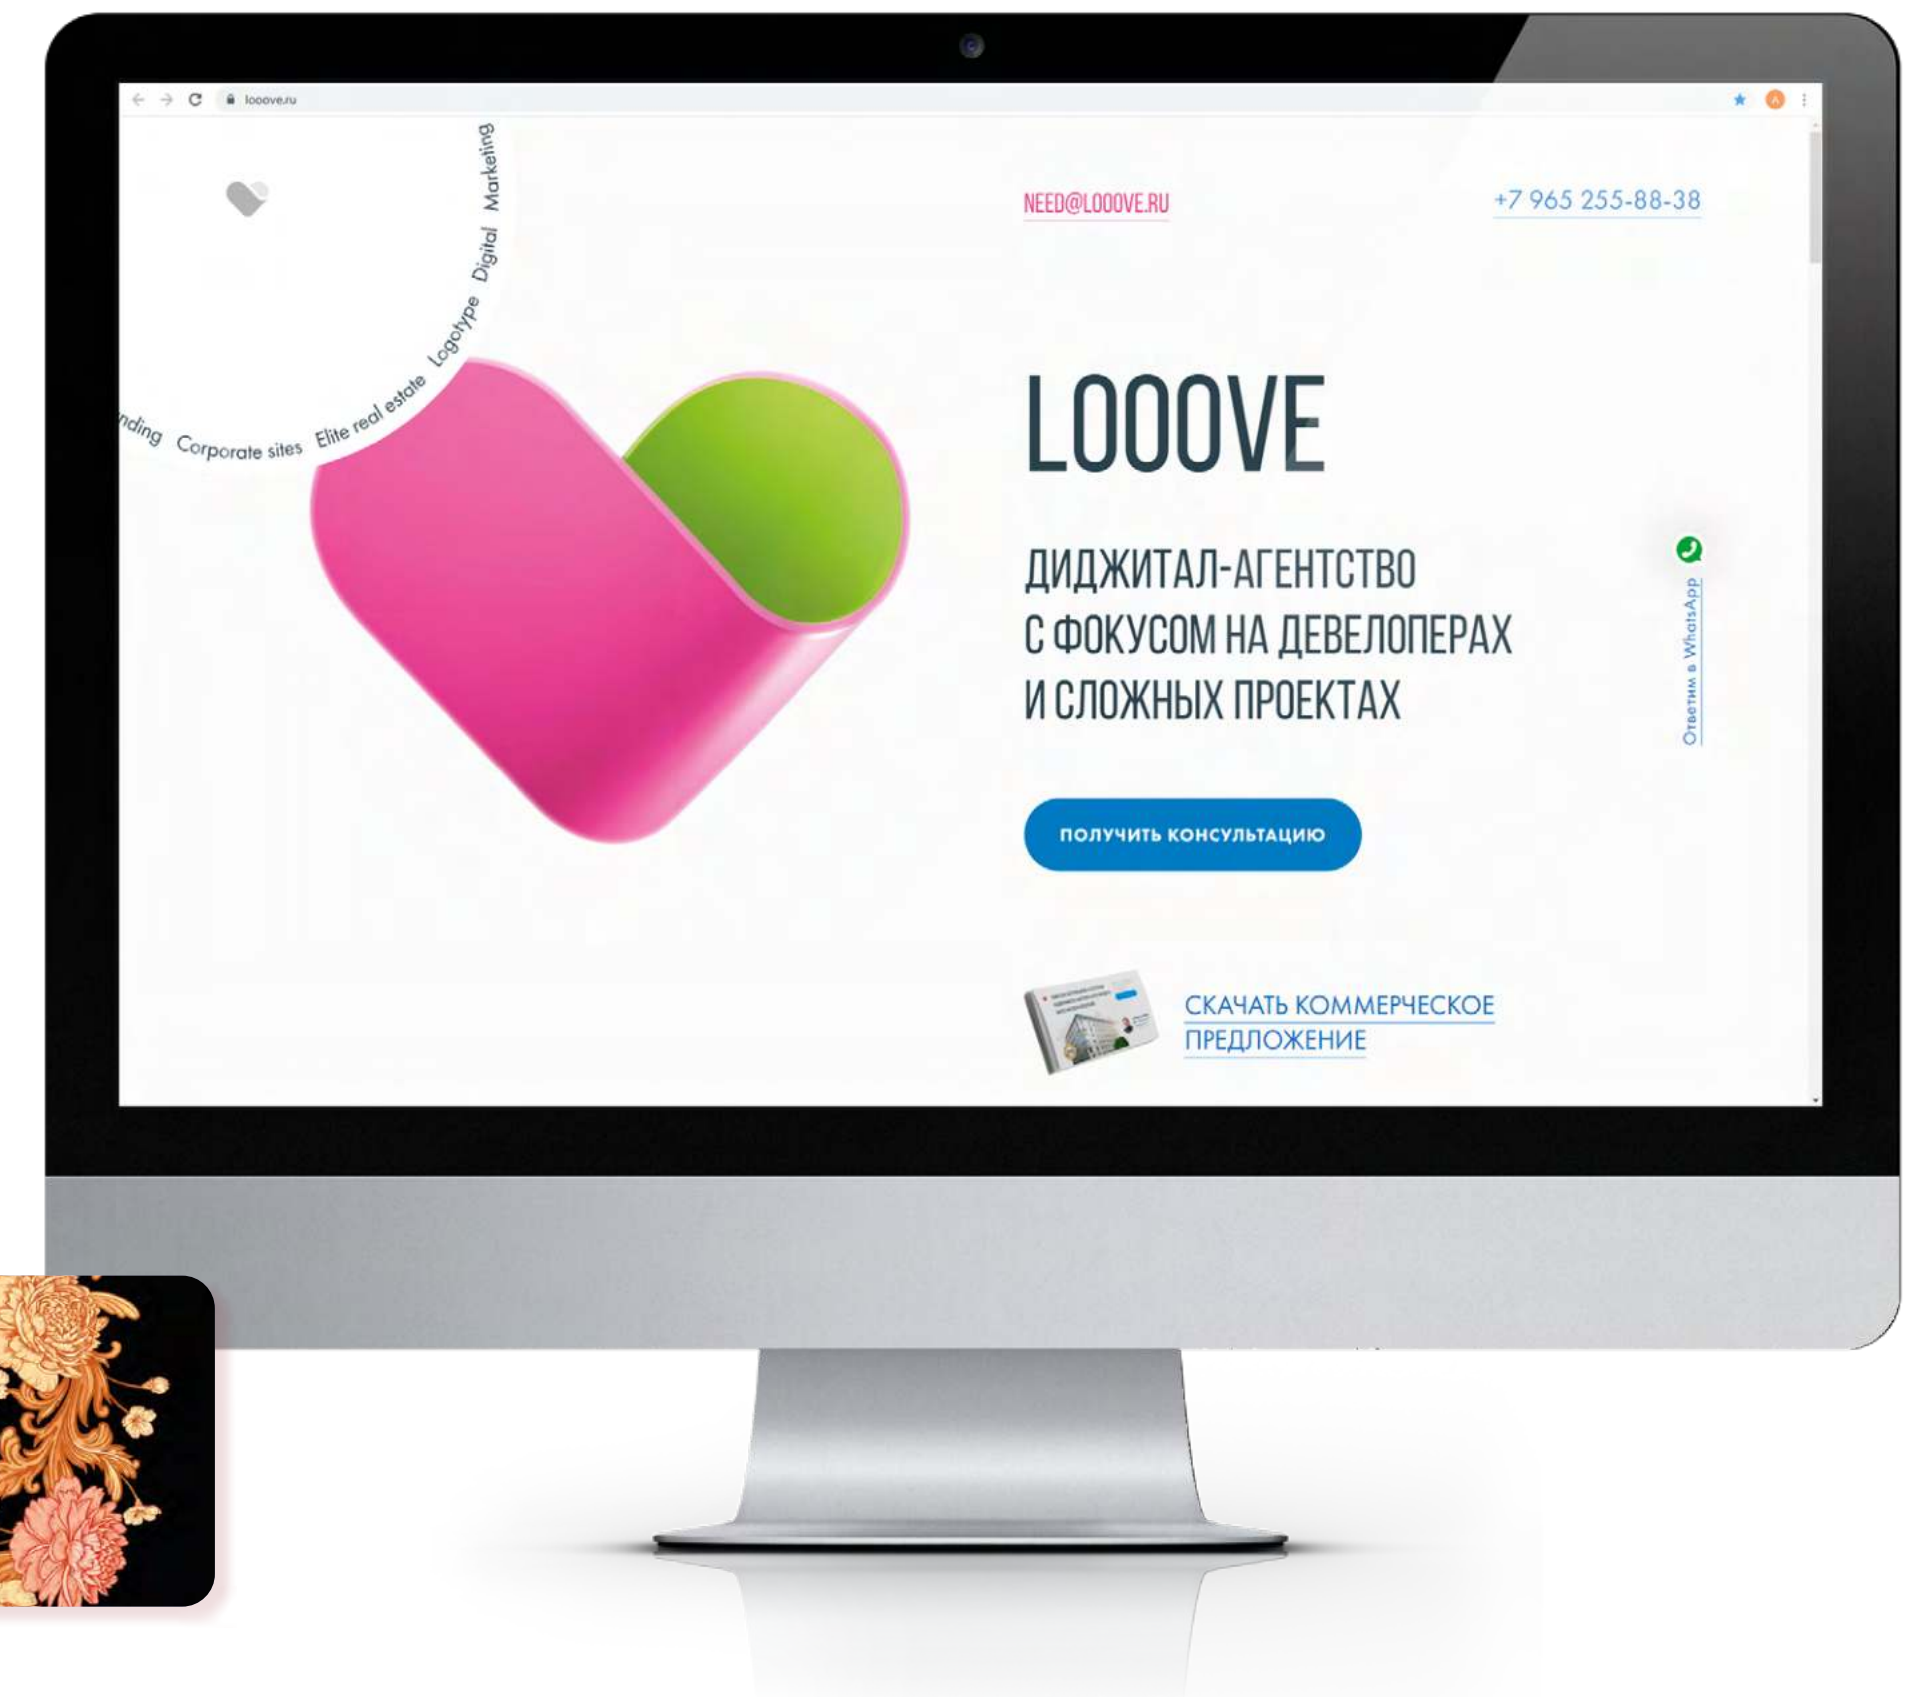 looove.ru
Corporate sites Elite real estate Logotype Digital Marketing
NEED@LOOOVE.RU
+7 965 255-88-38
LOOOVE
ДИДЖИТАЛ-АГЕНТСТВО
С ФОКУСОМ НА ДЕВЕЛОПЕРАХ
И СЛОЖНЫХ ПРОЕКТАХ
Ответим в WhatsApp
ПОЛУЧИТЬ КОНСУЛЬТАЦИЮ
СКАЧАТЬ КОММЕРЧЕСКОЕ
ПРЕДЛОЖЕНИЕ